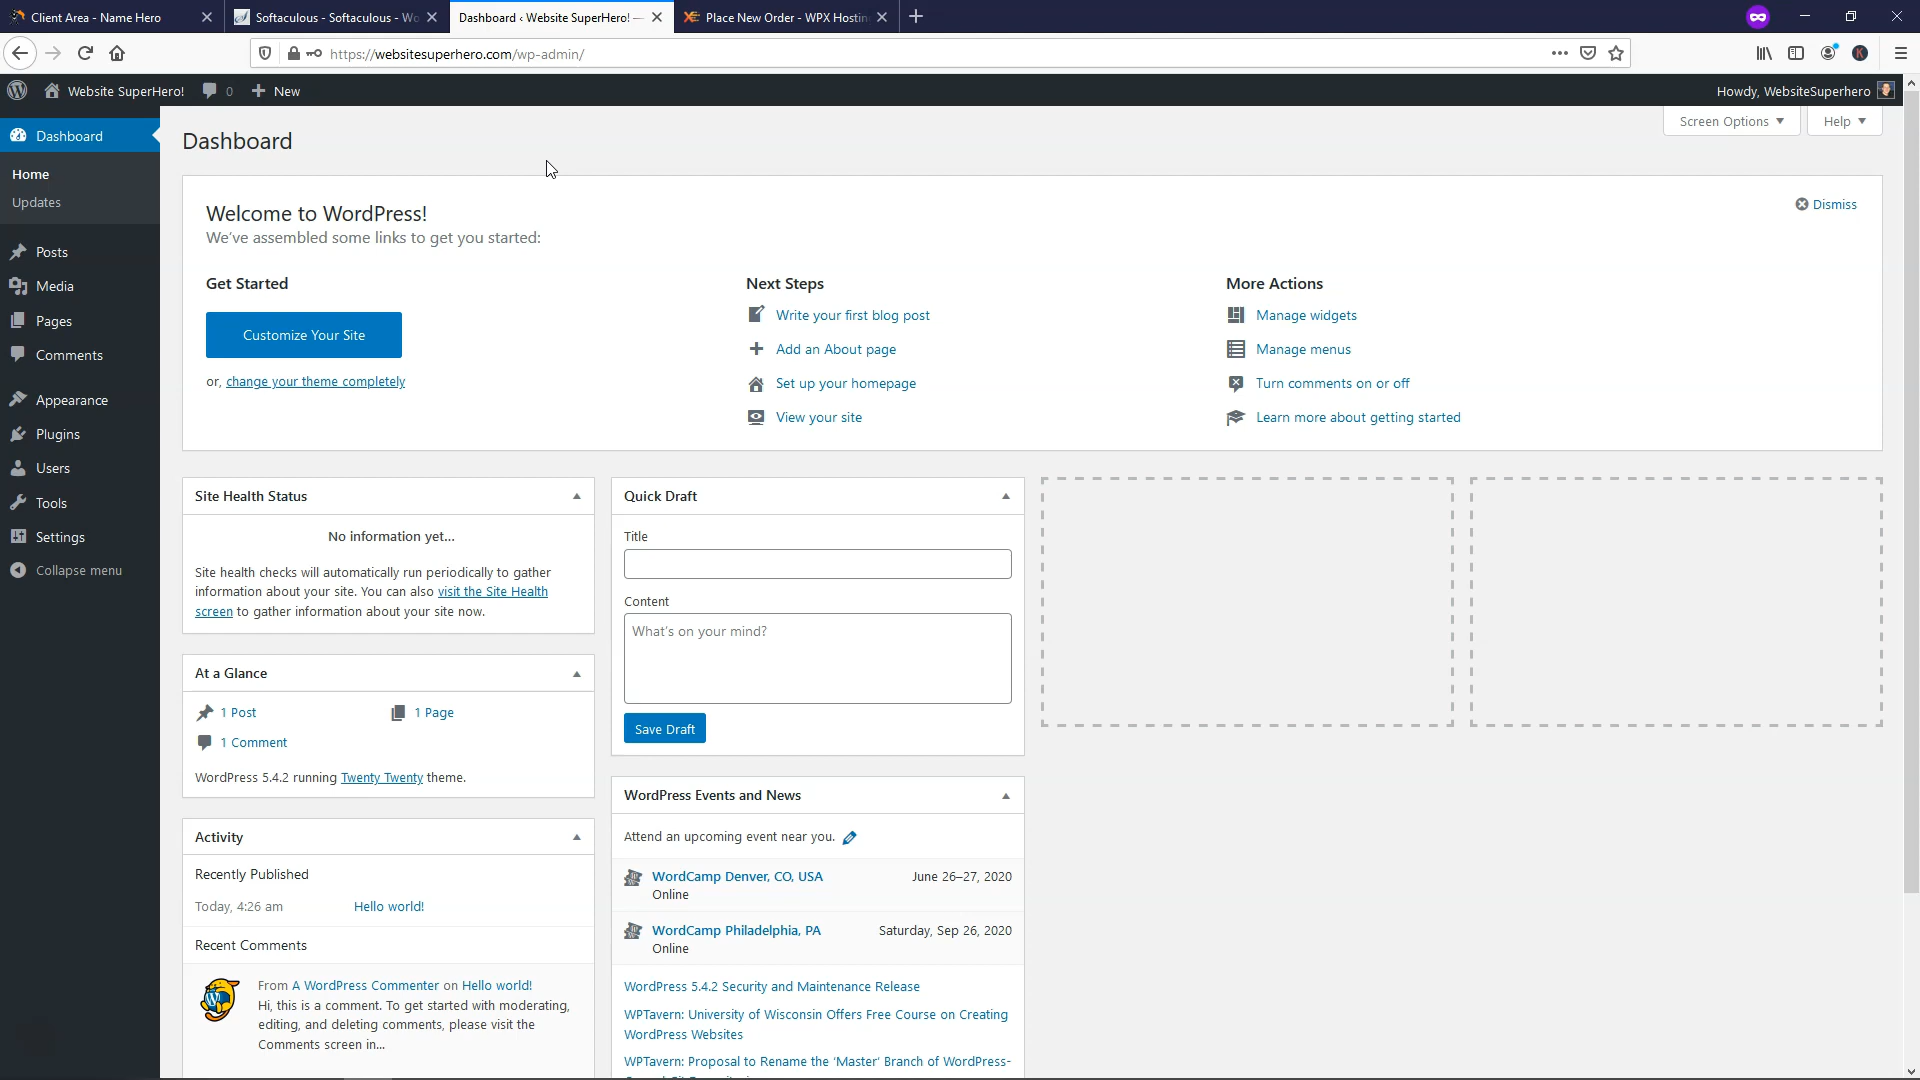 Client Area - Name Hero
Softaculous - Softaculous - Wo
Dashboard ‹ Website SuperHero! —
Place New Order - WPX Hostin
https://websitesuperhero.com/wp-admin/
K
Website SuperHero!
0
New
Howdy, WebsiteSuperhero
Dashboard
Home
Updates
Posts
Media
Pages
Comments
Appearance
Plugins
Users
Tools
Settings
Collapse menu
Dashboard
Screen Options
Help
Welcome to WordPress!
We've assembled some links to get you started:
Dismiss
Get Started
Customize Your Site
or, change your theme completely
Next Steps
Write your first blog post
Add an About page
Set up your homepage
View your site
More Actions
Manage widgets
Manage menus
Turn comments on or off
Learn more about getting started
Site Health Status
No information yet...
Site health checks will automatically run periodically to gather
information about your site. You can also visit the Site Health
screen to gather information about your site now.
At a Glance
1 Post
1 Page
1 Comment
WordPress 5.4.2 running Twenty Twenty theme.
Activity
Recently Published
Today, 4:26 am
Hello world!
Recent Comments
From A WordPress Commenter on Hello world!
Hi, this is a comment. To get started with moderating,
editing, and deleting comments, please visit the
Comments screen in...
Quick Draft
Title
Content
What's on your mind?
Save Draft
WordPress Events and News
Attend an upcoming event near you.
WordCamp Denver, CO, USA
June 26–27, 2020
Online
WordCamp Philadelphia, PA
Saturday, Sep 26, 2020
Online
WordPress 5.4.2 Security and Maintenance Release
WPTavern: University of Wisconsin Offers Free Course on Creating
WordPress Websites
WPTavern: Proposal to Rename the 'Master' Branch of WordPress-